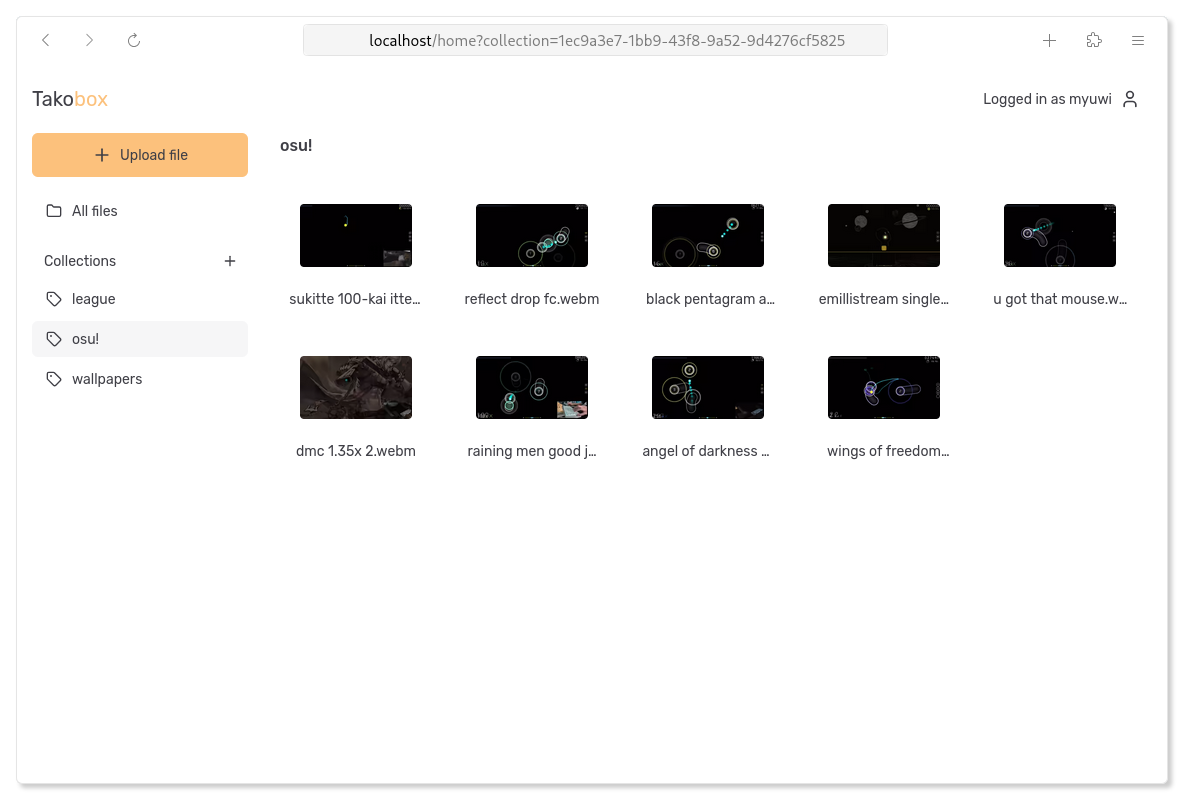 localhost/home?collection=1ec9a3e7-1bb9-43f8-9a52-9d4276cf5825
Takobox
Logged in as myuwi
Upload file
osu!
All files
Collections
league
osu!
wallpapers
sukitte 100-kai itte…
reflect drop fc.webm
black pentagram a…
emillistream single…
u got that mouse.w…
dmc 1.35x 2.webm
raining men good j…
angel of darkness …
wings of freedom…